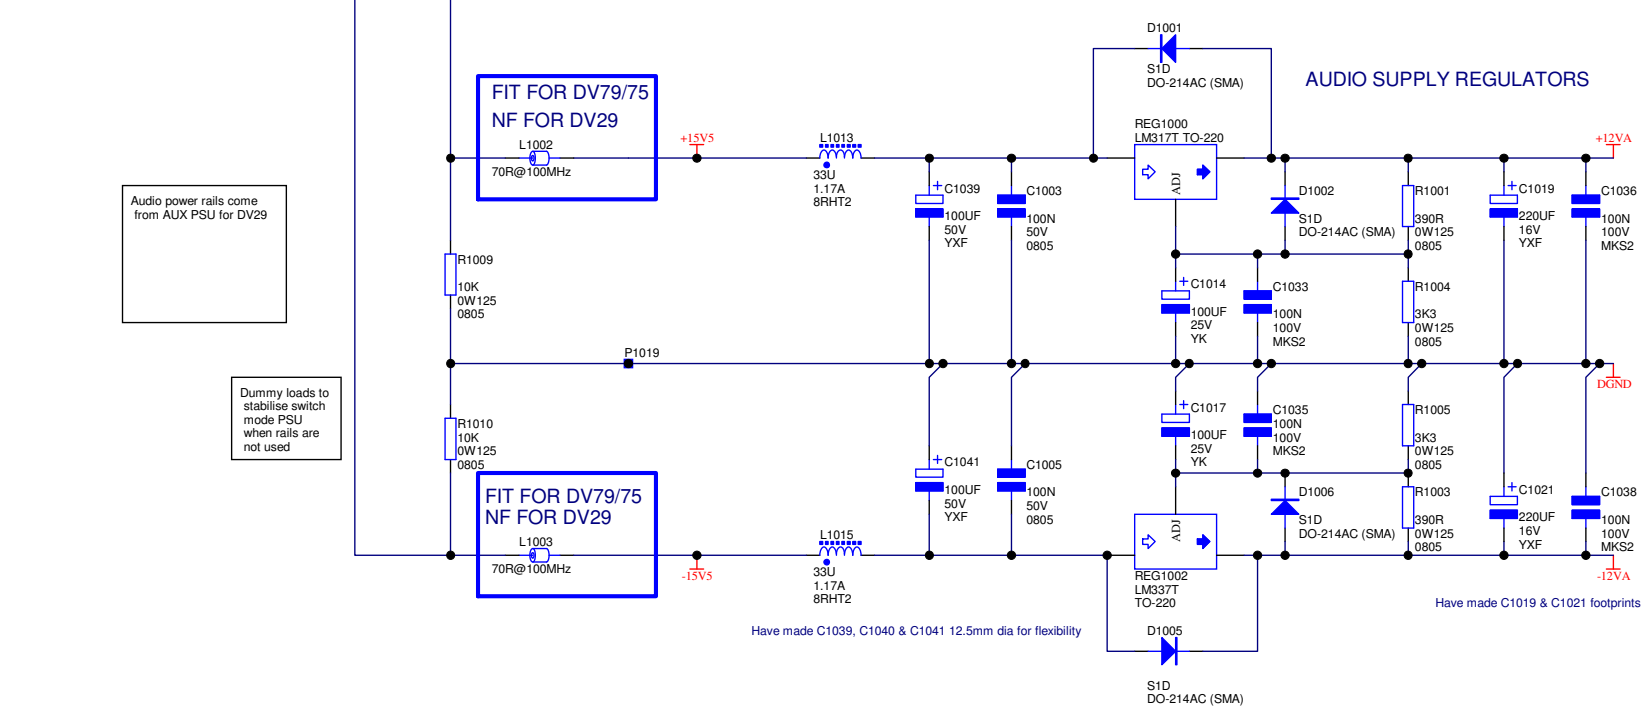 D1001
S1D
DO-214AC (SMA)
AUDIO SUPPLY REGULATORS
FIT FOR DV79/75
NF FOR DV29
L1002
70R@100MHz
+15V5
L1013
33U
1.17A
8RHT2
REG1000
LM317T TO-220
ADJ
+12VA
Audio power rails come
from AUX PSU for DV29
+
C1039
100UF
50V
YXF
C1003
100N
50V
0805
D1002
S1D
DO-214AC (SMA)
R1001
390R
0W125
0805
+
C1019
220UF
16V
YXF
C1036
100N
100V
MKS2
R1009
10K
0W125
0805
+
C1014
100UF
25V
YK
C1033
100N
100V
MKS2
R1004
3K3
0W125
0805
P1019
DGND
Dummy loads to
stabilise switch
mode PSU
when rails are
not used
R1010
10K
0W125
0805
+
C1017
100UF
25V
YK
C1035
100N
100V
MKS2
R1005
3K3
0W125
0805
+
C1041
100UF
50V
YXF
C1005
100N
50V
0805
D1006
S1D
DO-214AC (SMA)
R1003
390R
0W125
0805
+
C1021
220UF
16V
YXF
C1038
100N
100V
MKS2
FIT FOR DV79/75
NF FOR DV29
L1003
70R@100MHz
-15V5
L1015
33U
1.17A
8RHT2
ADJ
REG1002
LM337T
TO-220
-12VA
Have made C1019 & C1021 footprints
Have made C1039, C1040 & C1041 12.5mm dia for flexibility
D1005
S1D
DO-214AC (SMA)